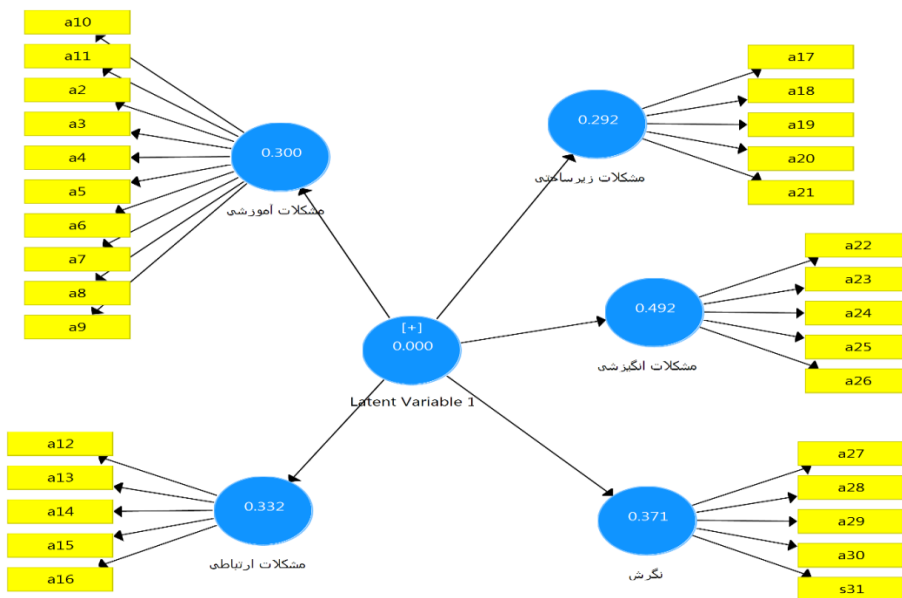 a10
a11
a2
a3
a4
a5
a6
a7
a8
a9
0.300
مشکلات آموزشی
0.292
مشکلات زیرساختی
a17
a18
a19
a20
a21
[+]
0.000
Latent Variable 1
0.492
مشکلات انگیزشی
a22
a23
a24
a25
a26
a12
a13
a14
a15
a16
0.332
مشکلات ارتباطی
0.371
نگرش
a27
a28
a29
a30
s31